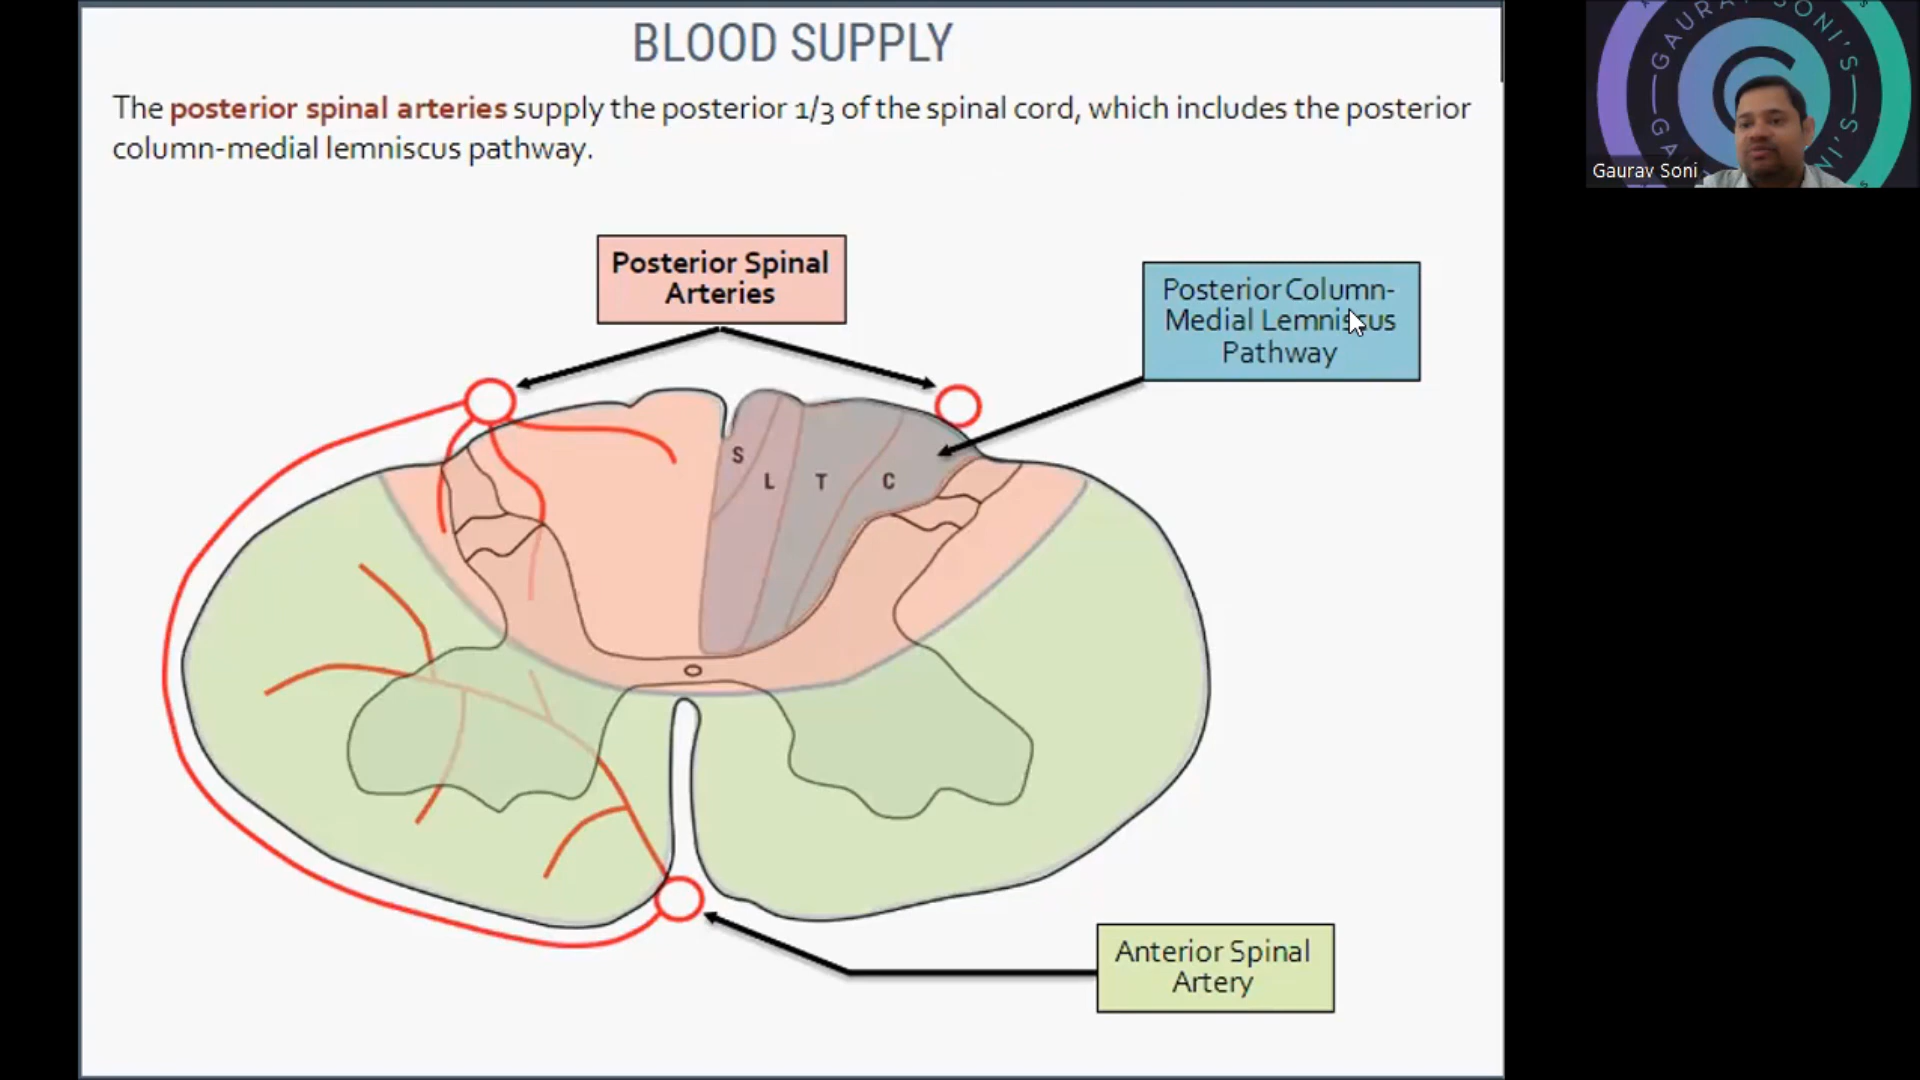 BLOOD SUPPLY
The posterior spinal arteries supply the posterior 1/3 of the spinal cord, which includes the posterior
column-medial lemniscus pathway.
Posterior Spinal
Arteries
Posterior Column-
Medial Lemniscus
Pathway
S
L
T
C
Anterior Spinal
Artery
Gaurav Soni